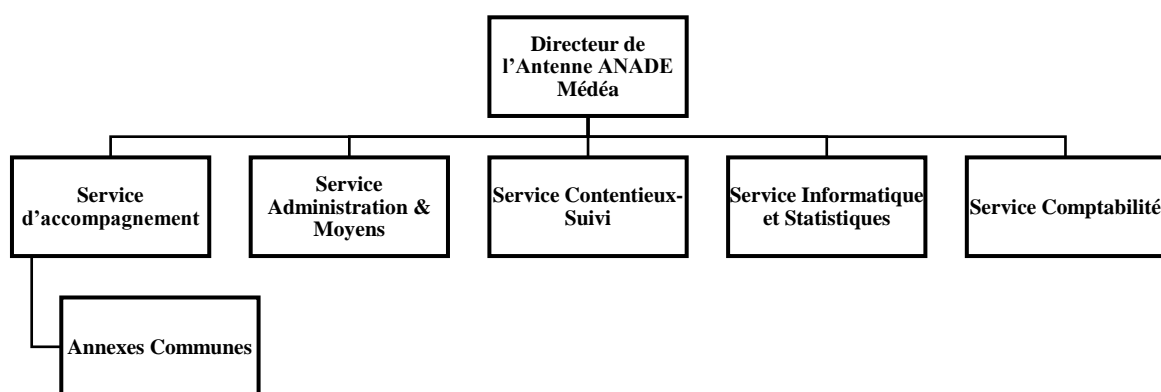 Directeur de
l’Antenne ANADE
Médéa
Service
d’accompagnement
Service
Administration &
Moyens
Service Contentieux-
Suivi
Service Informatique
et Statistiques
Service Comptabilité
Annexes Communes